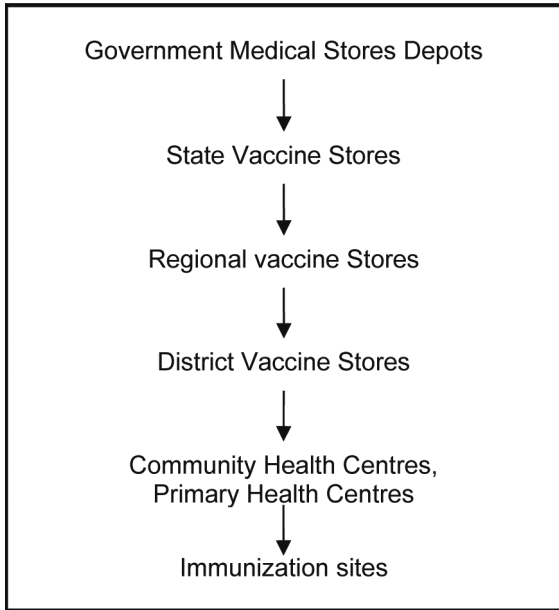 Government Medical Stores Depots
State Vaccine Stores
Regional vaccine Stores
District Vaccine Stores
Community Health Centres,
Primary Health Centres
Immunization sites